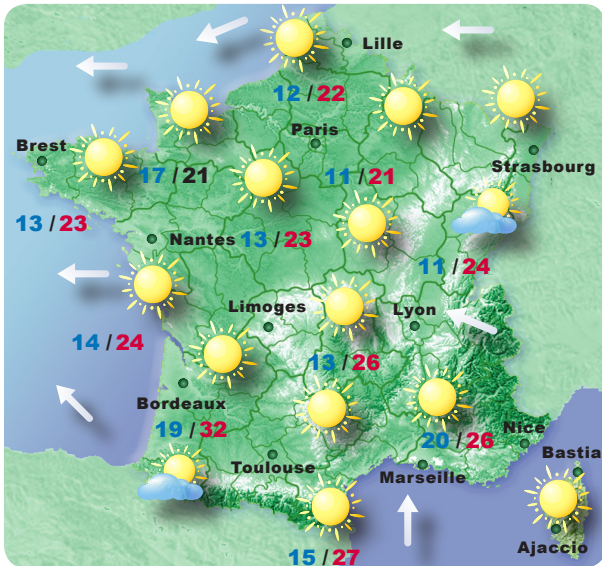 Lille
12 / 22
Paris
Brest
Strasbourg
17 / 21
11 / 21
13 / 23
Nantes
13 / 23
11 / 24
Limoges
Lyon
14 / 24
13 / 26
Bordeaux
19 / 32
20 / 26
Nice
Bastia
Toulouse
Marseille
Ajaccio
15 / 27